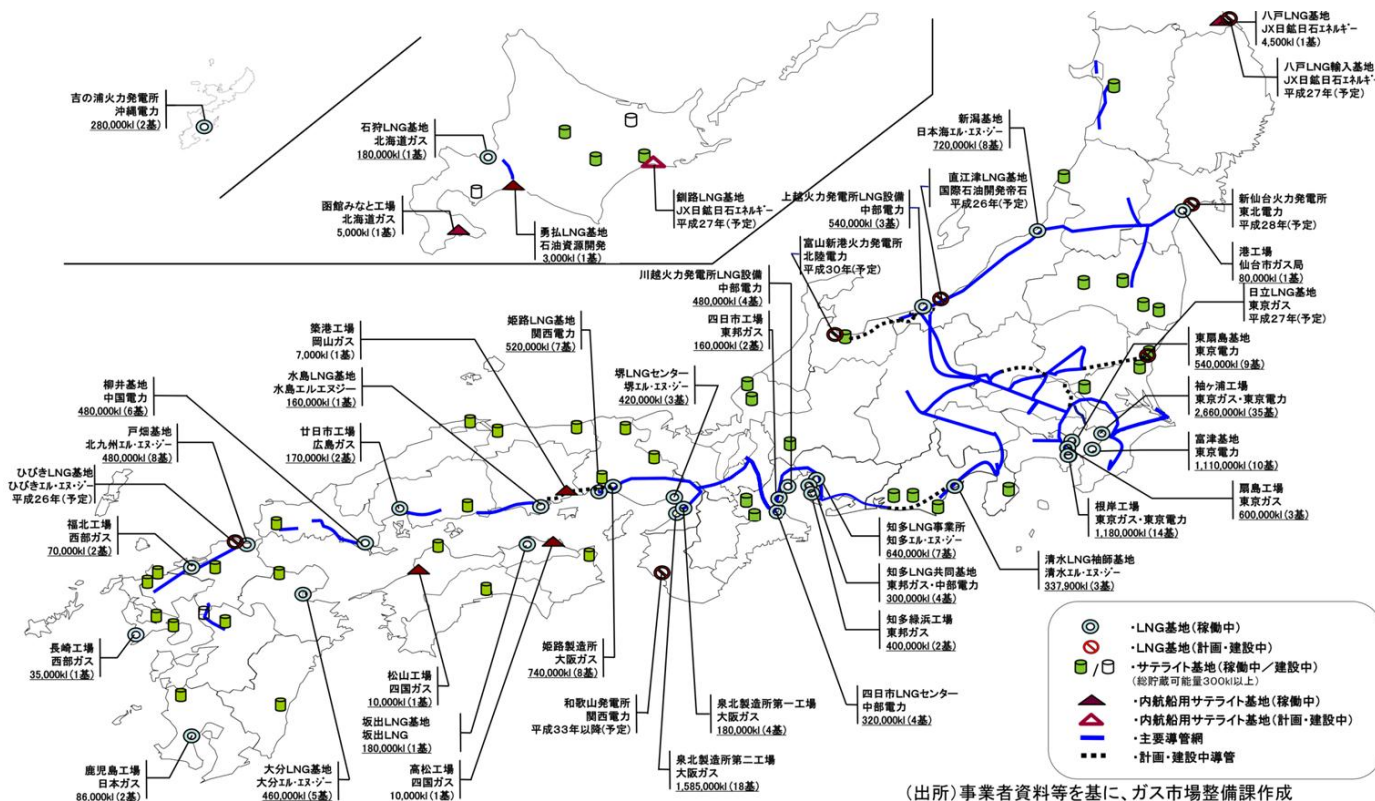 吉の浦火力発電所
沖縄電力
280,000kl(2基)
石狩LNG基地
北海道ガス
180,000kl(1基)
函館みなと工場
北海道ガス
5,000kl(1基)
勇払LNG基地
石油資源開発
3,000kl(1基)
釧路LNG基地
JX日鉱日石エネルギー
平成27年(予定)
八戸LNG基地
JX日鉱日石エネルギー
4,500kl(1基)
八戸LNG輸入基地
JX日鉱日石エネルギー
平成27年(予定)
新潟基地
日本海エル・エヌ・ジー
720,000kl(8基)
直江津LNG基地
国際石油開発帝石
平成26年(予定)
上越火力発電所LNG設備
中部電力
540,000kl(3基)
富山新港火力発電所
北陸電力
平成30年(予定)
新仙台火力発電所
東北電力
平成28年(予定)
港工場
仙台市ガス局
80,000kl(1基)
日立LNG基地
東京ガス
平成27年(予定)
東扇島基地
東京電力
540,000kl(9基)
袖ヶ浦工場
東京ガス・東京電力
2,660,000kl(35基)
富津基地
東京電力
1,110,000kl(10基)
扇島工場
東京ガス
600,000kl(3基)
根岸工場
東京ガス・東京電力
1,180,000kl(14基)
清水LNG袖師基地
清水エル・エヌ・ジー
337,900kl(3基)
川越火力発電所LNG設備
中部電力
480,000kl(4基)
四日市工場
東邦ガス
160,000kl(2基)
姫路LNG基地
関西電力
520,000kl(7基)
築港工場
岡山ガス
7,000kl(1基)
水島LNG基地
水島エルエヌジー
160,000kl(1基)
堺LNGセンター
堺エル・エヌ・ジー
420,000kl(3基)
柳井基地
中国電力
480,000kl(6基)
戸畑基地
北九州エル・エヌ・ジー
480,000kl(8基)
廿日市工場
広島ガス
170,000kl(2基)
ひびきLNG基地
ひびきエル・エヌ・ジー
平成26年(予定)
福北工場
西部ガス
70,000kl(2基)
長崎工場
西部ガス
35,000kl(1基)
鹿児島工場
日本ガス
86,000kl(2基)
大分LNG基地
大分エル・エヌ・ジー
460,000kl(5基)
松山工場
四国ガス
10,000kl(1基)
坂出LNG基地
坂出LNG
180,000kl(1基)
高松工場
四国ガス
10,000kl(1基)
姫路製造所
大阪ガス
740,000kl(8基)
和歌山発電所
関西電力
平成33年以降(予定)
泉北製造所第二工場
大阪ガス
1,585,000kl(18基)
泉北製造所第一工場
大阪ガス
180,000kl(4基)
四日市LNGセンター
中部電力
320,000kl(4基)
知多LNG事業所
知多エル・エヌ・ジー
640,000kl(7基)
知多LNG共同基地
東邦ガス・中部電力
300,000kl(4基)
知多緑浜工場
東邦ガス
400,000kl(2基)
・LNG基地(稼働中)
・LNG基地(計画・建設中)
・サテライト基地(稼働中/建設中)
(総貯蔵可能量300kl以上)
・内航船用サテライト基地(稼働中)
・内航船用サテライト基地(計画・建設中)
・主要導管網
・計画・建設中導管
(出所)事業者資料等を基に、ガス市場整備課作成